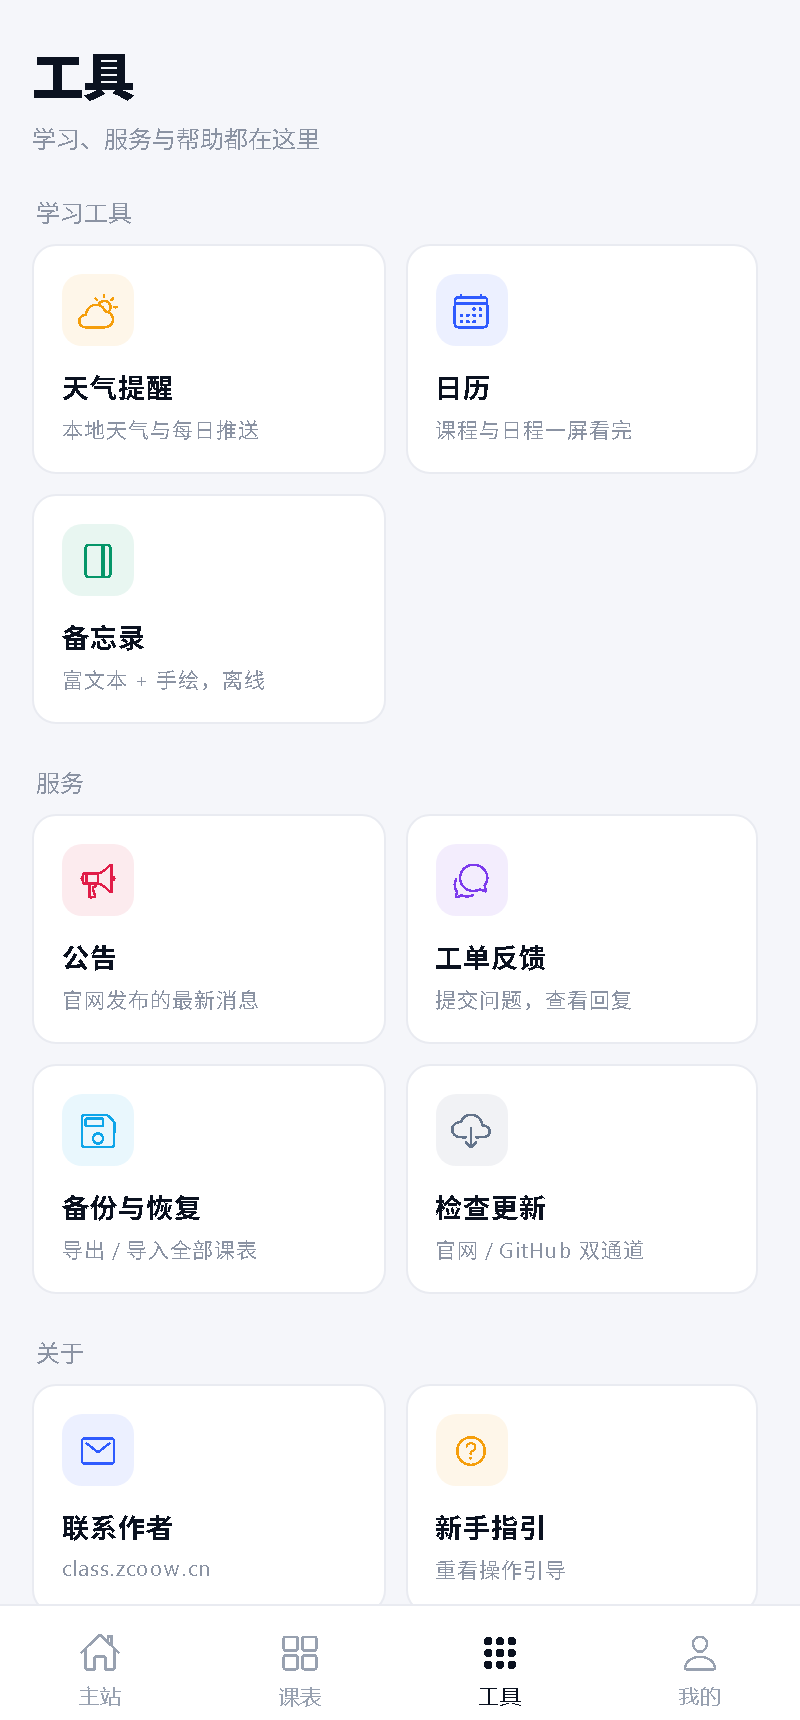 工具
学习、服务与帮助都在这里
学习工具
天气提醒
本地天气与每日推送
日历
课程与日程一屏看完
备忘录
富文本 + 手绘，离线
服务
公告
官网发布的最新消息
工单反馈
提交问题，查看回复
备份与恢复
导出 / 导入全部课表
检查更新
官网 / GitHub 双通道
关于
联系作者
class.zcoow.cn
新手指引
重看操作引导
主站
课表
工具
我的